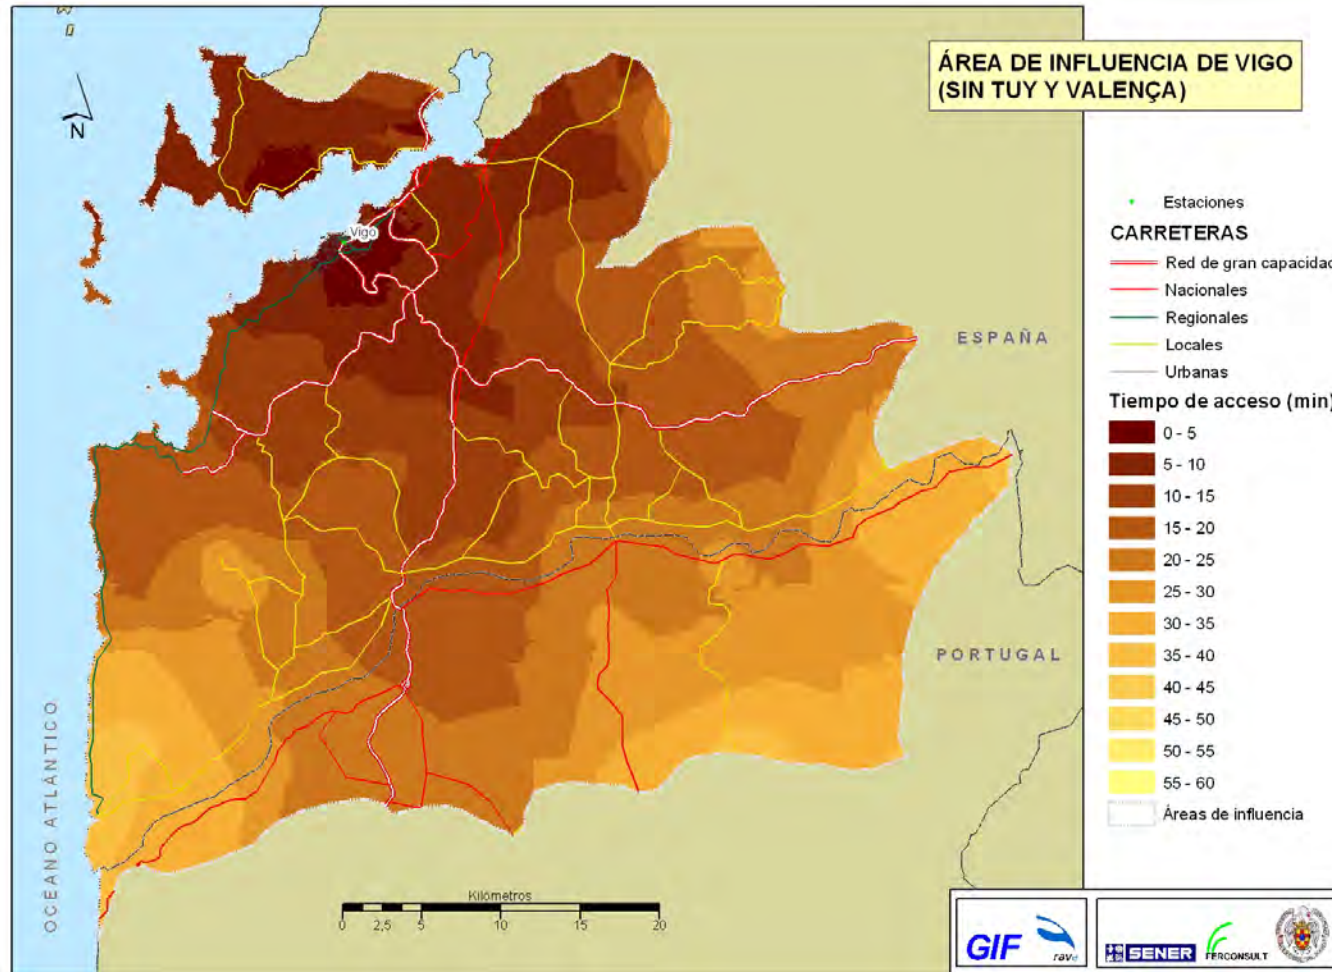 ÁREA DE INFLUENCIA DE VIGO
(SIN TUY Y VALENÇA)
N
Vigo
Estaciones
CARRETERAS
Red de gran capacidad
Nacionales
Regionales
Locales
Urbanas
ESPAÑA
Tiempo de acceso (min)
0 - 5
5 - 10
10 - 15
15 - 20
20 - 25
25 - 30
30 - 35
35 - 40
40 - 45
45 - 50
50 - 55
55 - 60
Áreas de influencia
PORTUGAL
OCEANO ATLÁNTICO
Kilómetros
0 2,5 5 10 15 20
GIF
rave
SENER
FERCONSULT